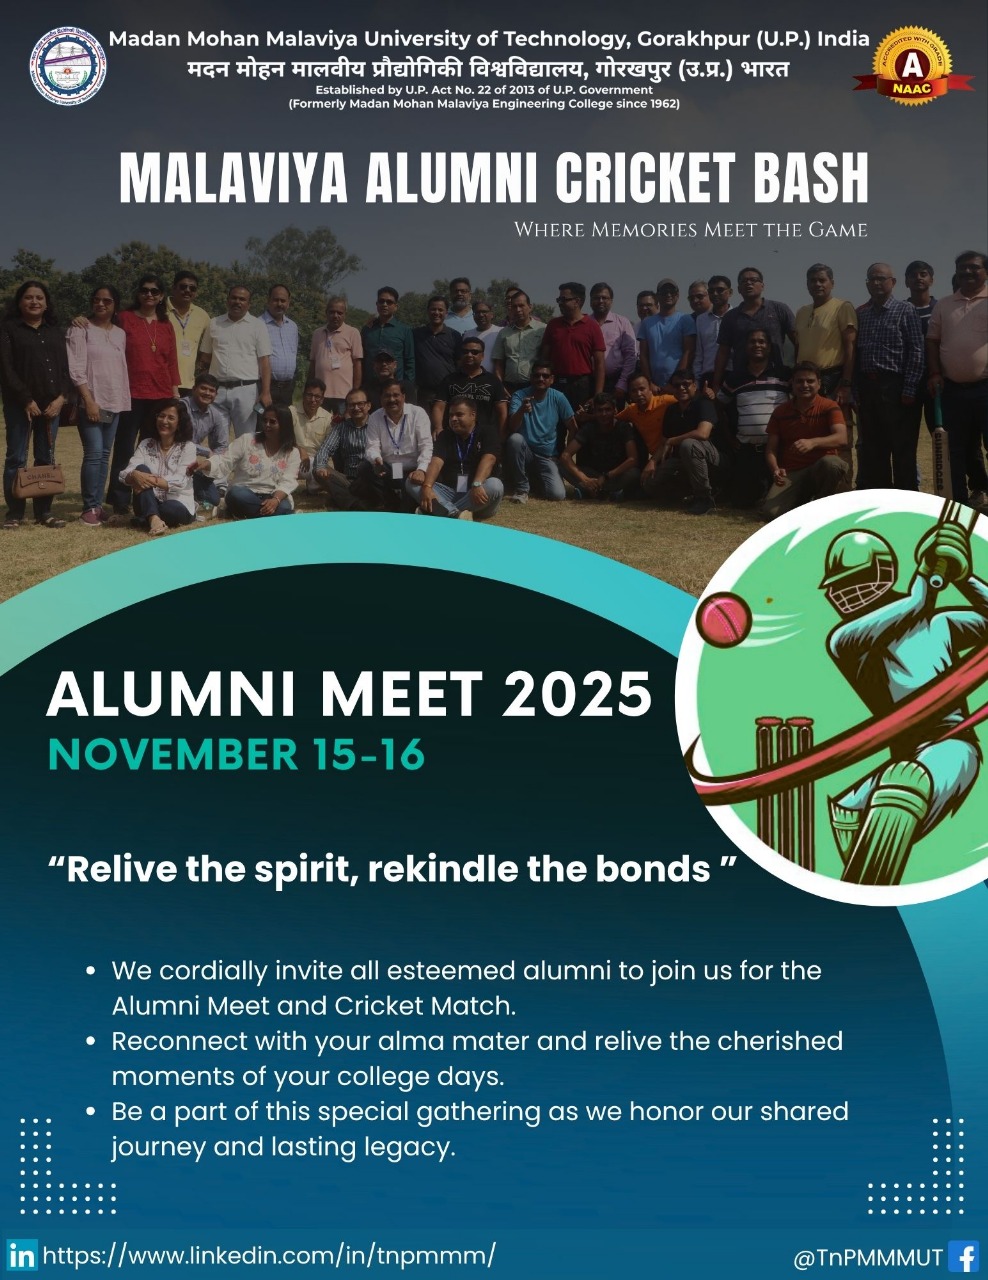 Madan Mohan Malaviya University of Technology, Gorakhpur (U.P.) India
मदन मोहन मालवीय प्रौद्योगिकी विश्वविद्यालय, गोरखपुर (उ.प्र.) भारत
Established by U.P. Act No. 22 of 2013 of U.P. Government
(Formerly Madan Mohan Malaviya Engineering College since 1962)
ACCREDITED WITH GRADE
A
NAAC
MALAVIYA ALUMNI CRICKET BASH
WHERE MEMORIES MEET THE GAME
ALUMNI MEET 2025
NOVEMBER 15-16
“Relive the spirit, rekindle the bonds ”
• We cordially invite all esteemed alumni to join us for the
Alumni Meet and Cricket Match.
• Reconnect with your alma mater and relive the cherished
moments of your college days.
• Be a part of this special gathering as we honor our shared
journey and lasting legacy.
in https://www.linkedin.com/in/tnpmmm/
@TnPMMMUT f